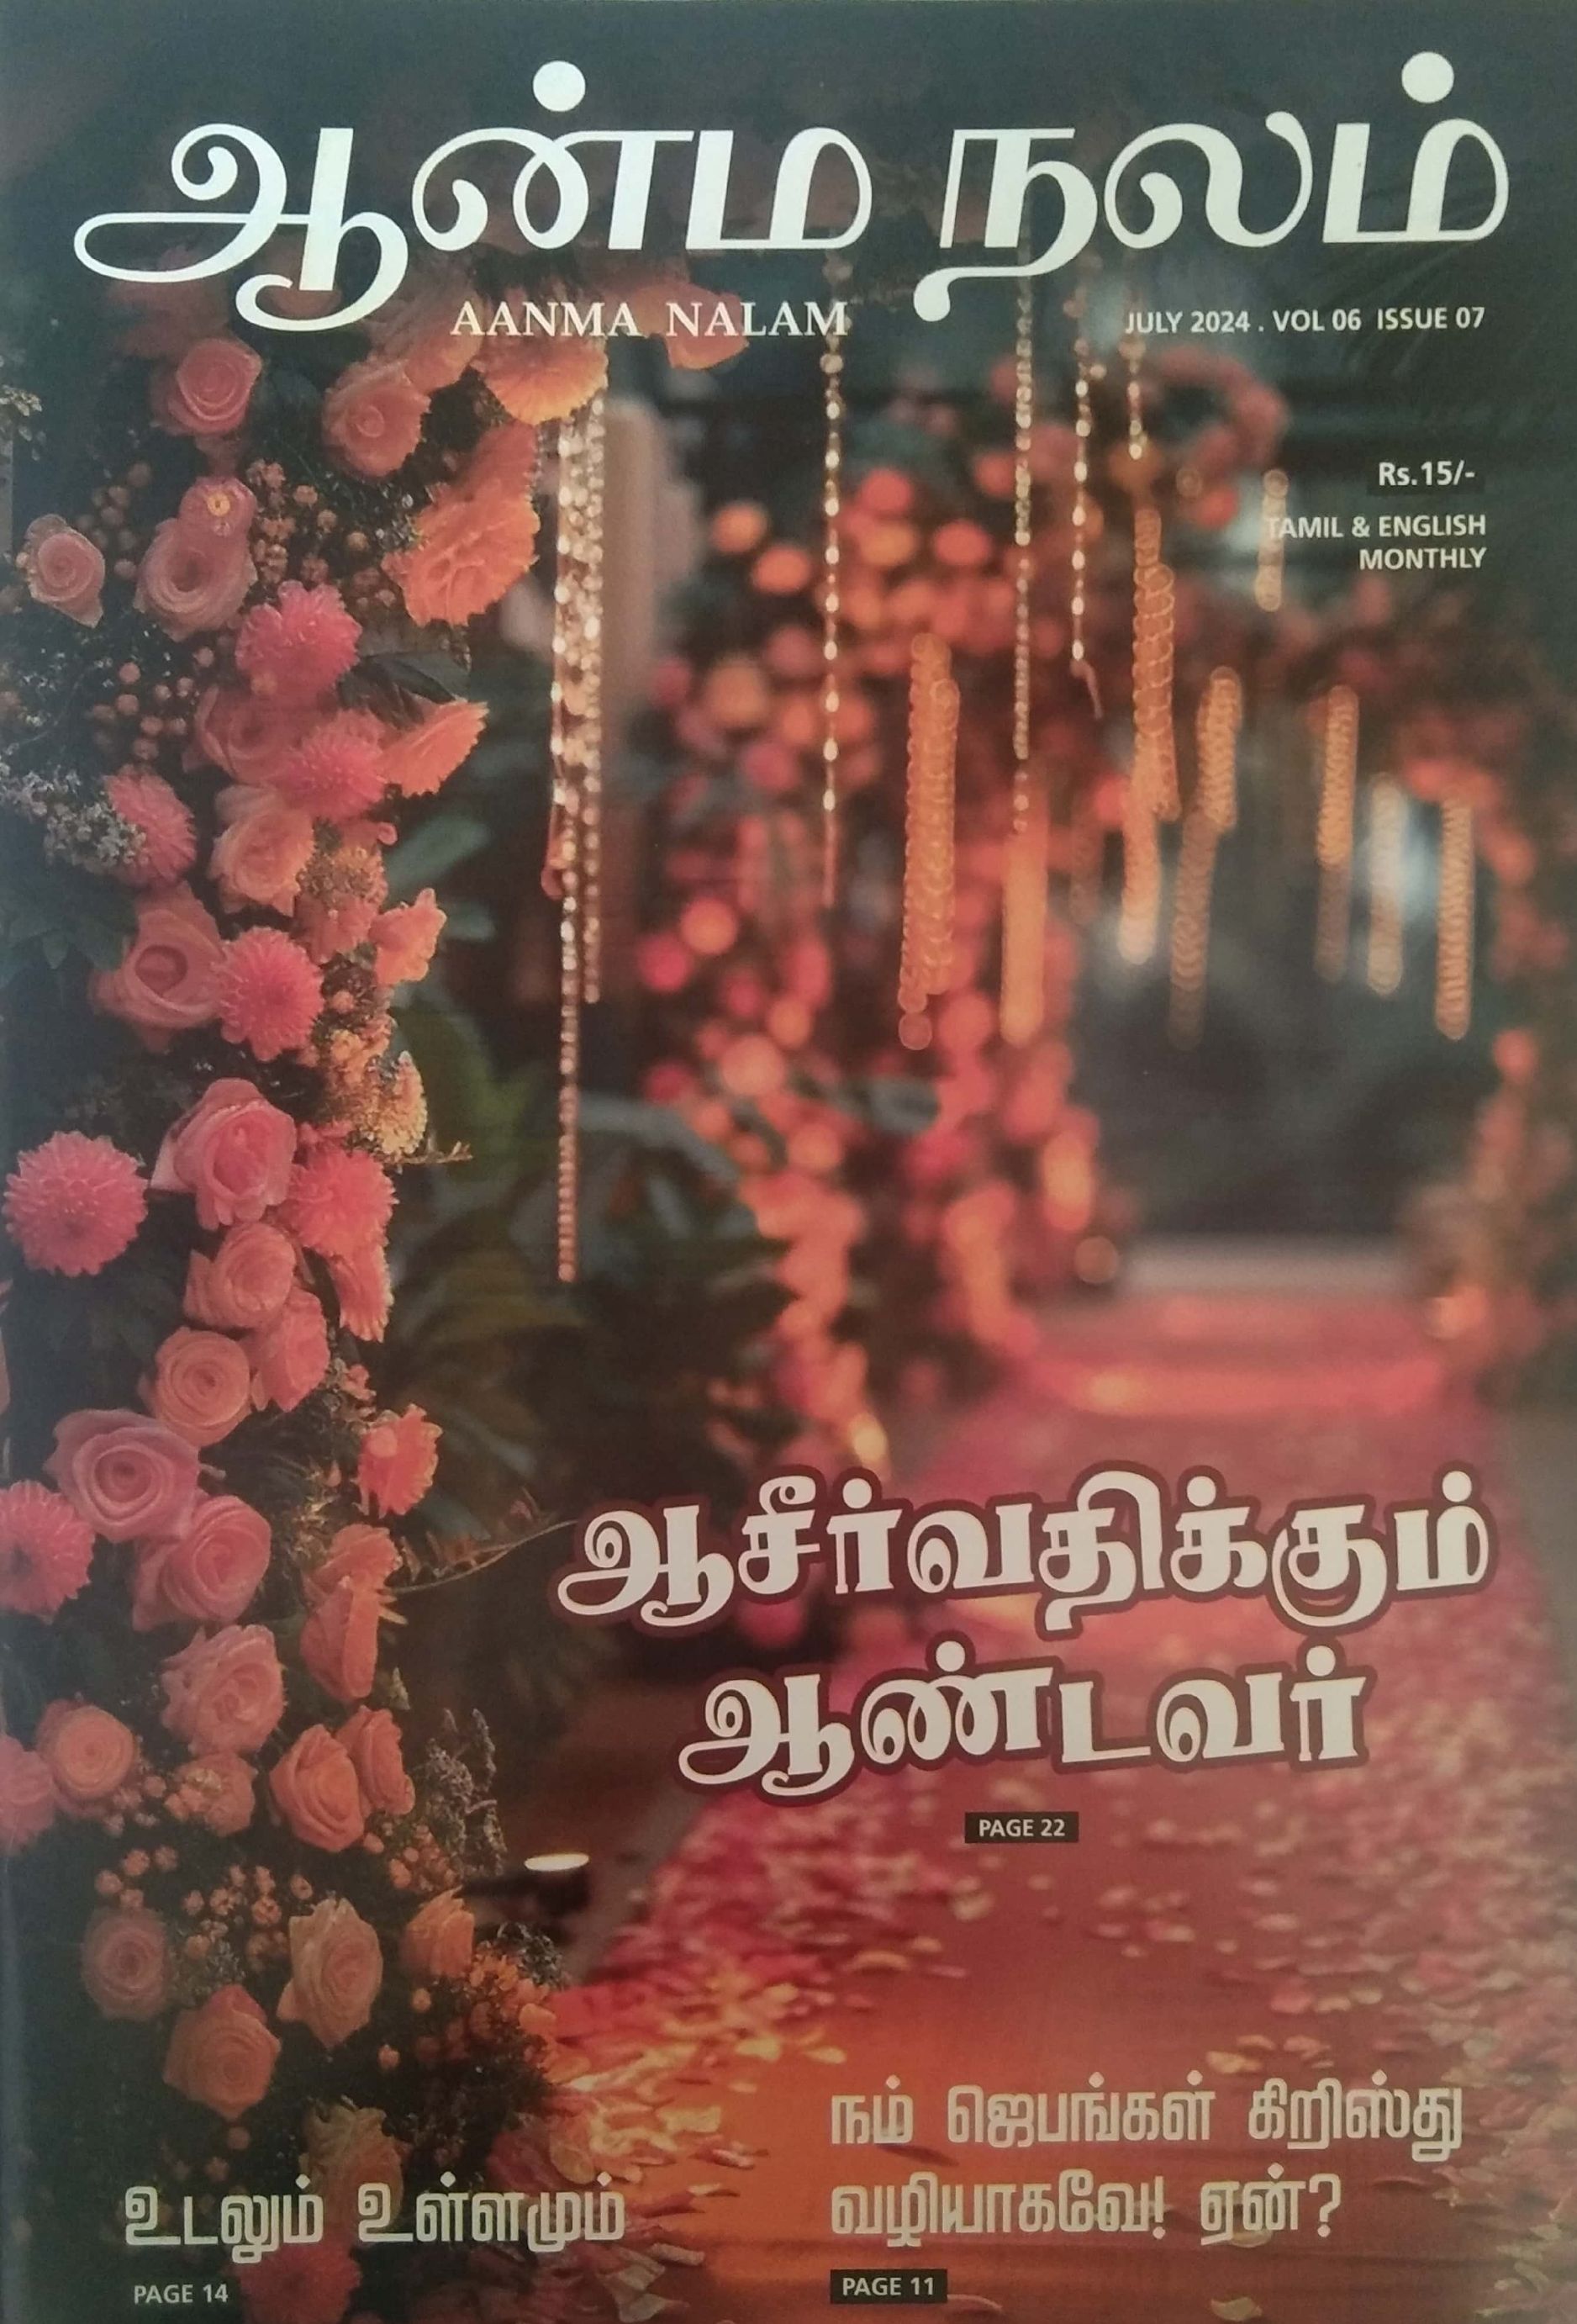 ஆன்ம நலம்
AANMA NALAM
JULY 2024 . VOL 06 ISSUE 07
Rs.15/-
TAMIL & ENGLISH
MONTHLY
ஆசீர்வதிக்கும்
ஆண்டவர்
PAGE 22
நம் ஜெபங்கள் கிறிஸ்து
வழியாகவே! ஏன்?
PAGE 11
உடலும் உள்ளமும்
PAGE 14